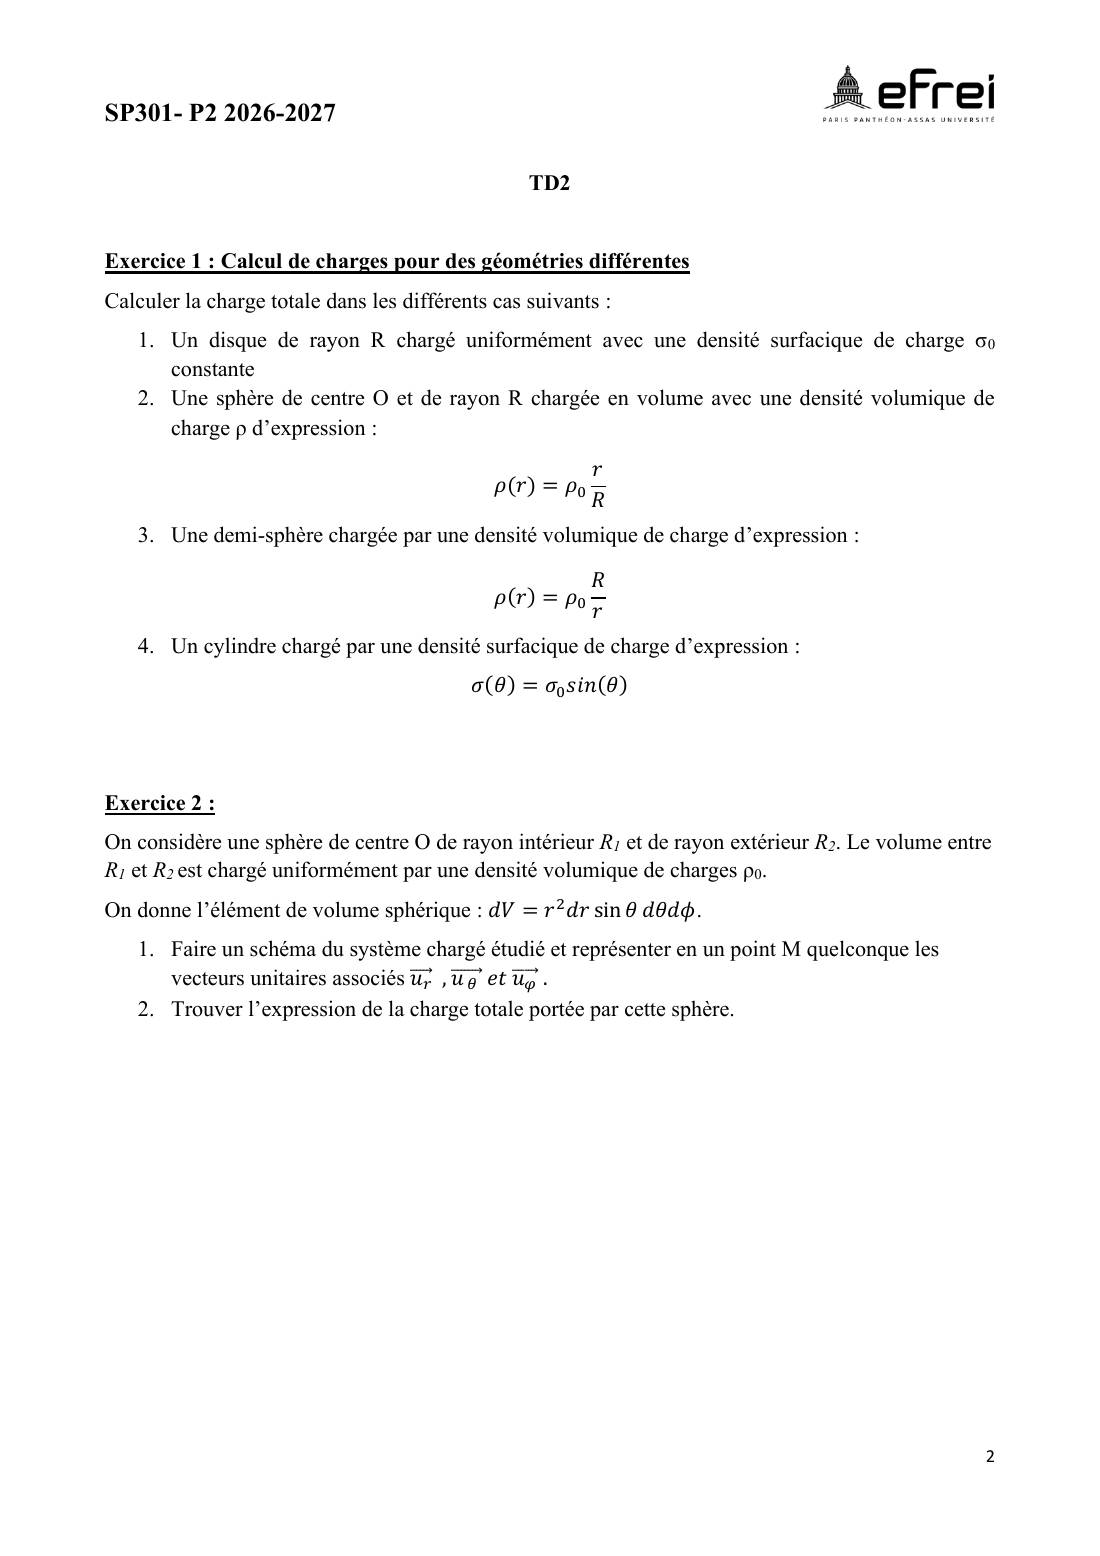 SP301- P2 2026-2027
efrei
PARIS PANTHÉON-ASSAS UNIVERSITÉ
TD2
Exercice 1 : Calcul de charges pour des géométries différentes
Calculer la charge totale dans les différents cas suivants :
1. Un disque de rayon R chargé uniformément avec une densité surfacique de charge σ₀
constante
2. Une sphère de centre O et de rayon R chargée en volume avec une densité volumique de
charge ρ d’expression :
𝜌(𝑟) = 𝜌₀ 𝑟/𝑅
3. Une demi-sphère chargée par une densité volumique de charge d’expression :
𝜌(𝑟) = 𝜌₀ 𝑅/𝑟
4. Un cylindre chargé par une densité surfacique de charge d’expression :
𝜎(𝜃) = 𝜎₀𝑠𝑖𝑛(𝜃)
Exercice 2 :
On considère une sphère de centre O de rayon intérieur R₁ et de rayon extérieur R₂. Le volume entre
R₁ et R₂ est chargé uniformément par une densité volumique de charges ρ₀.
On donne l’élément de volume sphérique : 𝑑𝑉 = 𝑟²𝑑𝑟 sin 𝜃 𝑑𝜃𝑑𝜙.
1. Faire un schéma du système chargé étudié et représenter en un point M quelconque les
vecteurs unitaires associés u⃗_r , u⃗_θ et u⃗_φ .
2. Trouver l’expression de la charge totale portée par cette sphère.
2